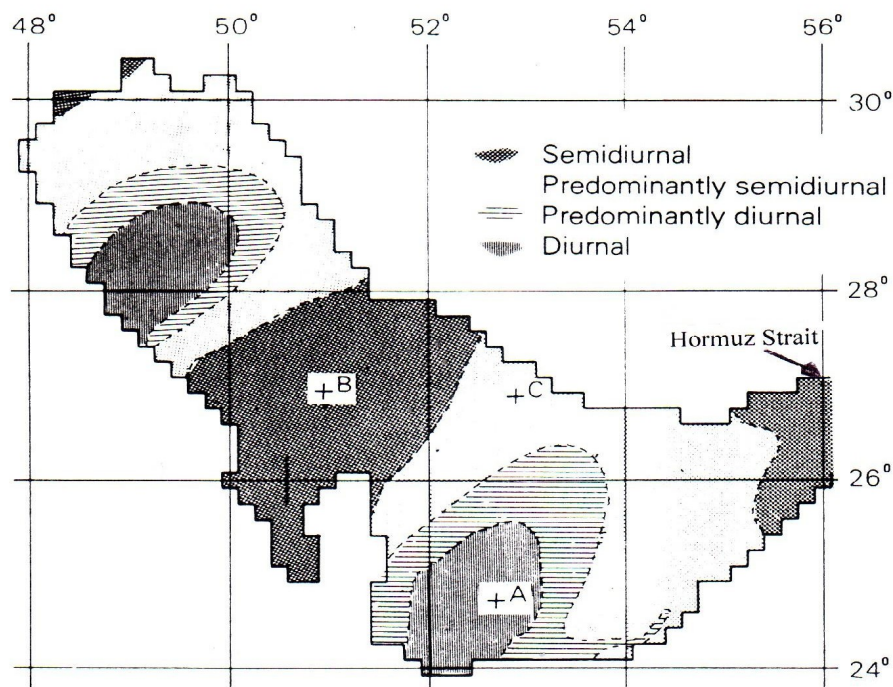 48° 50° 52° 54° 56°
30°
Semidiurnal
Predominantly semidiurnal
Predominantly diurnal
Diurnal
28°
Hormuz Strait
+B
+C
26°
+A
24°